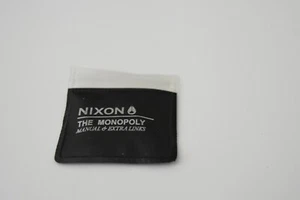 NIXON
THE MONOPOLY
MANUAL & EXTRA LINKS